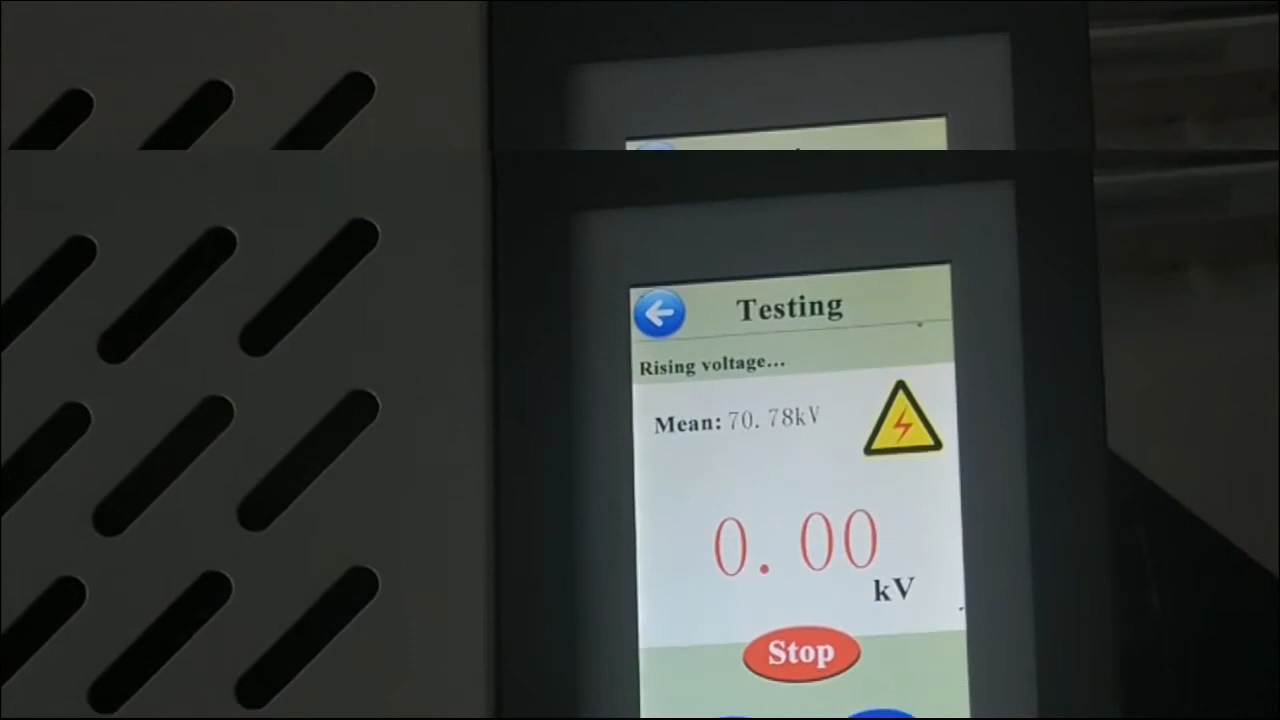 Testing
Rising voltage...
Mean: 70.78kV
0.00
kV
Stop